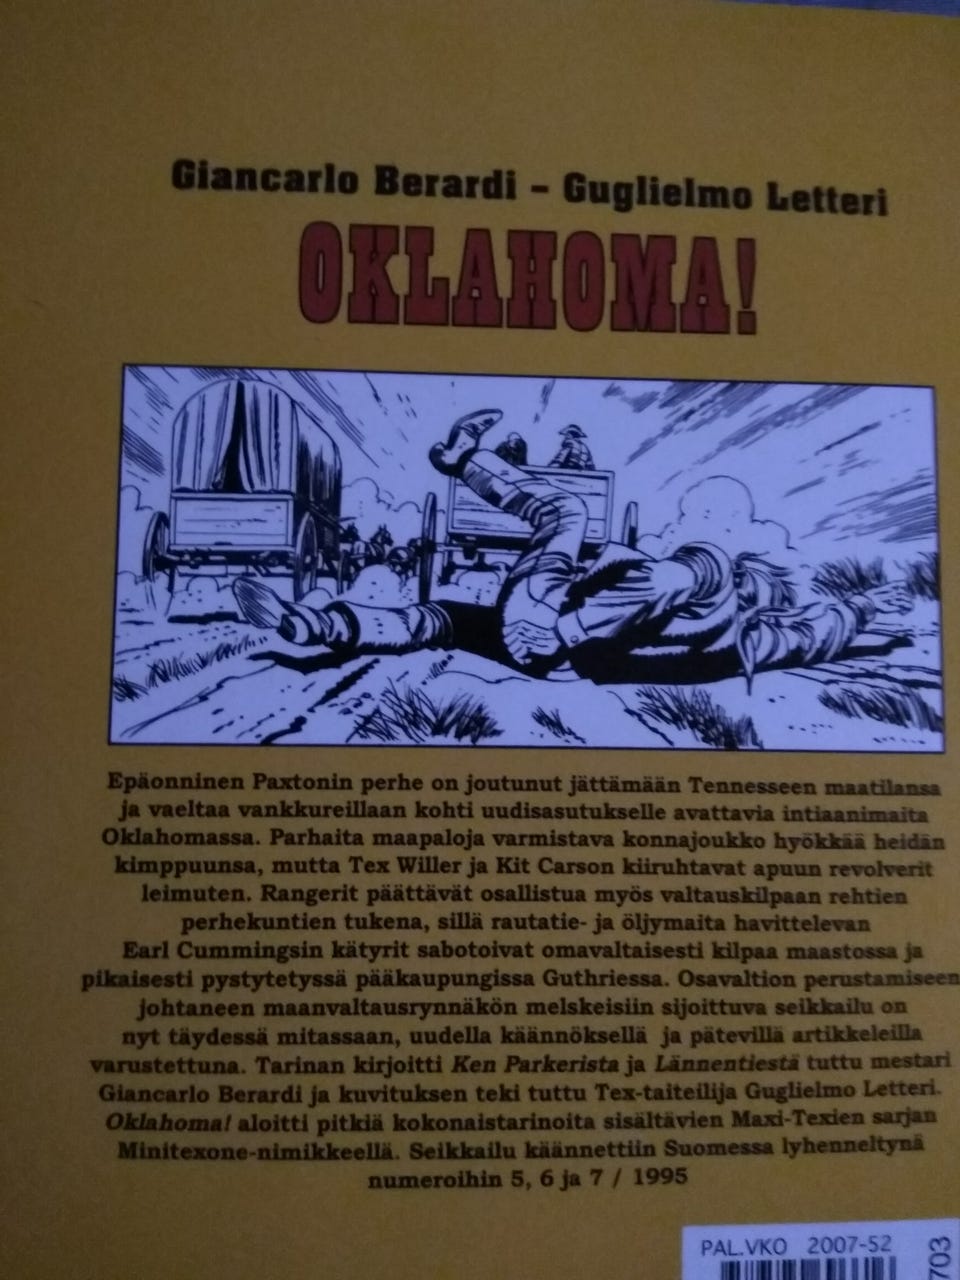 Giancarlo Berardi – Guglielmo Letteri
OKLAHOMA!
Epäonninen Paxtonin perhe on joutunut jättämään Tennesseen maatilansa
ja vaeltaa vankkureillaan kohti uudisasutukselle avattavia intiaanimaita
Oklahomassa. Parhaita maapaloja varmistava konnajoukko hyökkää heidän
kimppuunsa, mutta Tex Willer ja Kit Carson kiiruhtavat apuun revolverit
leimuten. Rangerit päättävät osallistua myös valtauskilpaan rehtien
perhekuntien tukena, sillä rautatie- ja öljymaita havittelevan
Earl Cummingsin kätyrit sabotoivat omavaltaisesti kilpaa maastossa ja
pikaisesti pystytetyssä pääkaupungissa Guthriessa. Osavaltion perustamiseen
johtaneen maanvaltausrynnäkön melskeisiin sijoittuva seikkailu on
nyt täydessä mitassaan, uudella käännöksellä ja pätevillä artikkeleilla
varustettuna. Tarinan kirjoitti Ken Parkerista ja Lännentiestä tuttu mestari
Giancarlo Berardi ja kuvituksen teki tuttu Tex-taiteilija Guglielmo Letteri.
Oklahoma! aloitti pitkiä kokonaistarinoita sisältävien Maxi-Texien sarjan
Minitexone-nimikkeellä. Seikkailu käännettiin Suomessa lyhenneltynä
numeroihin 5, 6 ja 7 / 1995
PAL.VKO 2007-52
703